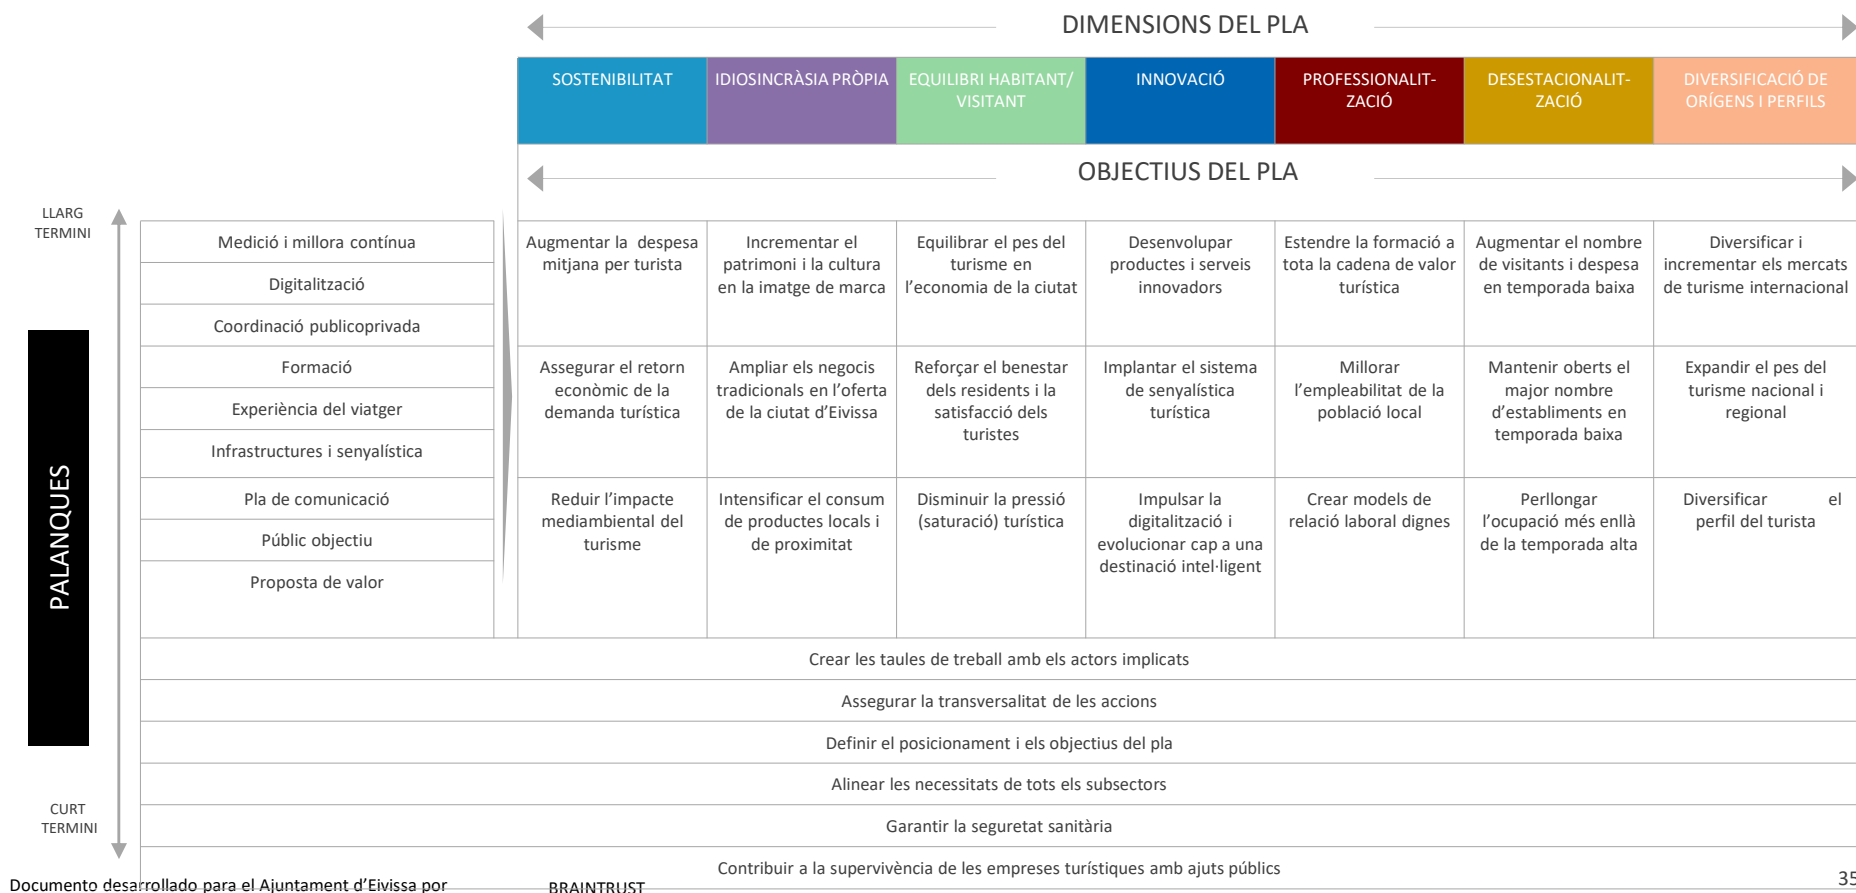 DIMENSIONS DEL PLA
SOSTENIBILITAT
IDIOSINCRÀSIA PRÒPIA
EQUILIBRI HABITANT/
VISITANT
INNOVACIÓ
PROFESSIONALIT-
ZACIÓ
DESESTACIONALIT-
ZACIÓ
DIVERSIFICACIÓ DE
ORÍGENS I PERFILS
OBJECTIUS DEL PLA
LLARG
TERMINI
PALANQUES
CURT
TERMINI
Medició i millora contínua
Digitalització
Coordinació publicoprivada
Augmentar la despesa
mitjana per turista
Incrementar el
patrimoni i la cultura
en la imatge de marca
Equilibrar el pes del
turisme en
l’economia de la ciutat
Desenvolupar
productes i serveis
innovadors
Estendre la formació a
tota la cadena de valor
turística
Augmentar el nombre
de visitants i despesa
en temporada baixa
Diversificar i
incrementar els mercats
de turisme internacional
Formació
Experiència del viatger
Infrastructures i senyalística
Assegurar el retorn
econòmic de la
demanda turística
Ampliar els negocis
tradicionals en l’oferta
de la ciutat d’Eivissa
Reforçar el benestar
dels residents i la
satisfacció dels
turistes
Implantar el sistema
de senyalística
turística
Millorar
l’empleabilitat de la
població local
Mantenir oberts el
major nombre
d’establiments en
temporada baixa
Expandir el pes del
turisme nacional i
regional
Pla de comunicació
Públic objectiu
Proposta de valor
Reduir l’impacte
mediambiental del
turisme
Intensificar el consum
de productes locals i
de proximitat
Disminuir la pressió
(saturació) turística
Impulsar la
digitalització i
evolucionar cap a una
destinació intel·ligent
Crear models de
relació laboral dignes
Perllongar
l’ocupació més enllà
de la temporada alta
Diversificar el
perfil del turista
Crear les taules de treball amb els actors implicats
Assegurar la transversalitat de les accions
Definir el posicionament i els objectius del pla
Alinear les necessitats de tots els subsectors
Garantir la seguretat sanitària
Contribuir a la supervivència de les empreses turístiques amb ajuts públics
Documento desarrollado para el Ajuntament d’Eivissa por BRAINTRUST
35